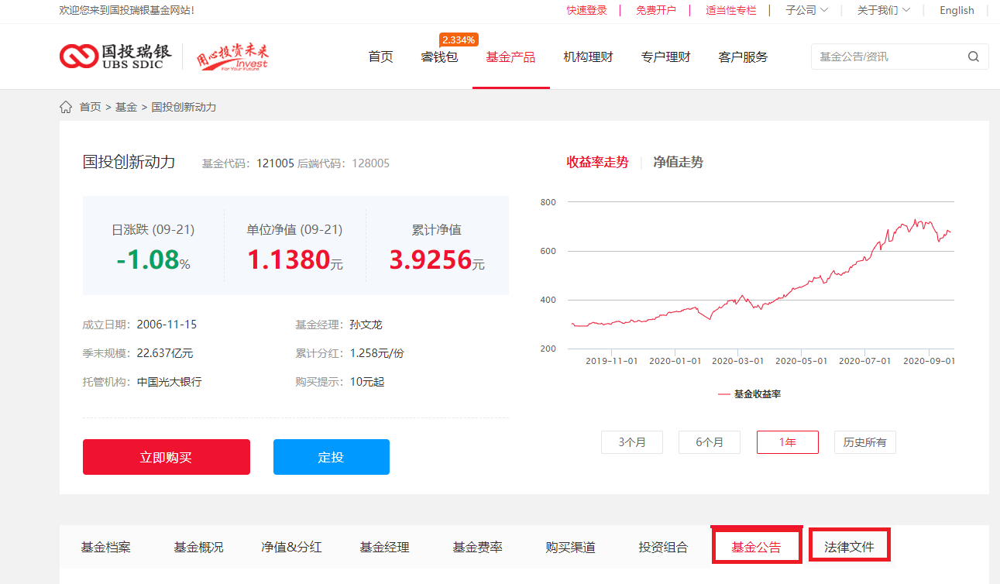 欢迎您来到国投瑞银基金网站!
快速登录 | 免费开户 | 适当性专栏 | 子公司 | 关于我们 | English |
国投瑞银
UBS SDIC
用心投资未来
Invest
For Your Future
2.334%
首页 睿钱包 基金产品 机构理财 专户理财 客户服务
基金公告/资讯
首页 > 基金 > 国投创新动力
国投创新动力 基金代码：121005 后端代码：128005
日涨跌 (09-21) 单位净值 (09-21) 累计净值
-1.08% 1.1380元 3.9256元
成立日期：2006-11-15 基金经理：孙文龙
季末规模：22.637亿元 累计分红：1.258元/份
托管机构：中国光大银行 购买提示：10元起
立即购买 定投
收益率走势 | 净值走势
800
600
400
200
2019-11-01 2020-01-01 2020-03-01 2020-05-01 2020-07-01 2020-09-01
基金收益率
3个月 6个月 1年 历史所有
基金档案 基金概况 净值&分红 基金经理 基金费率 购买渠道 投资组合 基金公告 法律文件